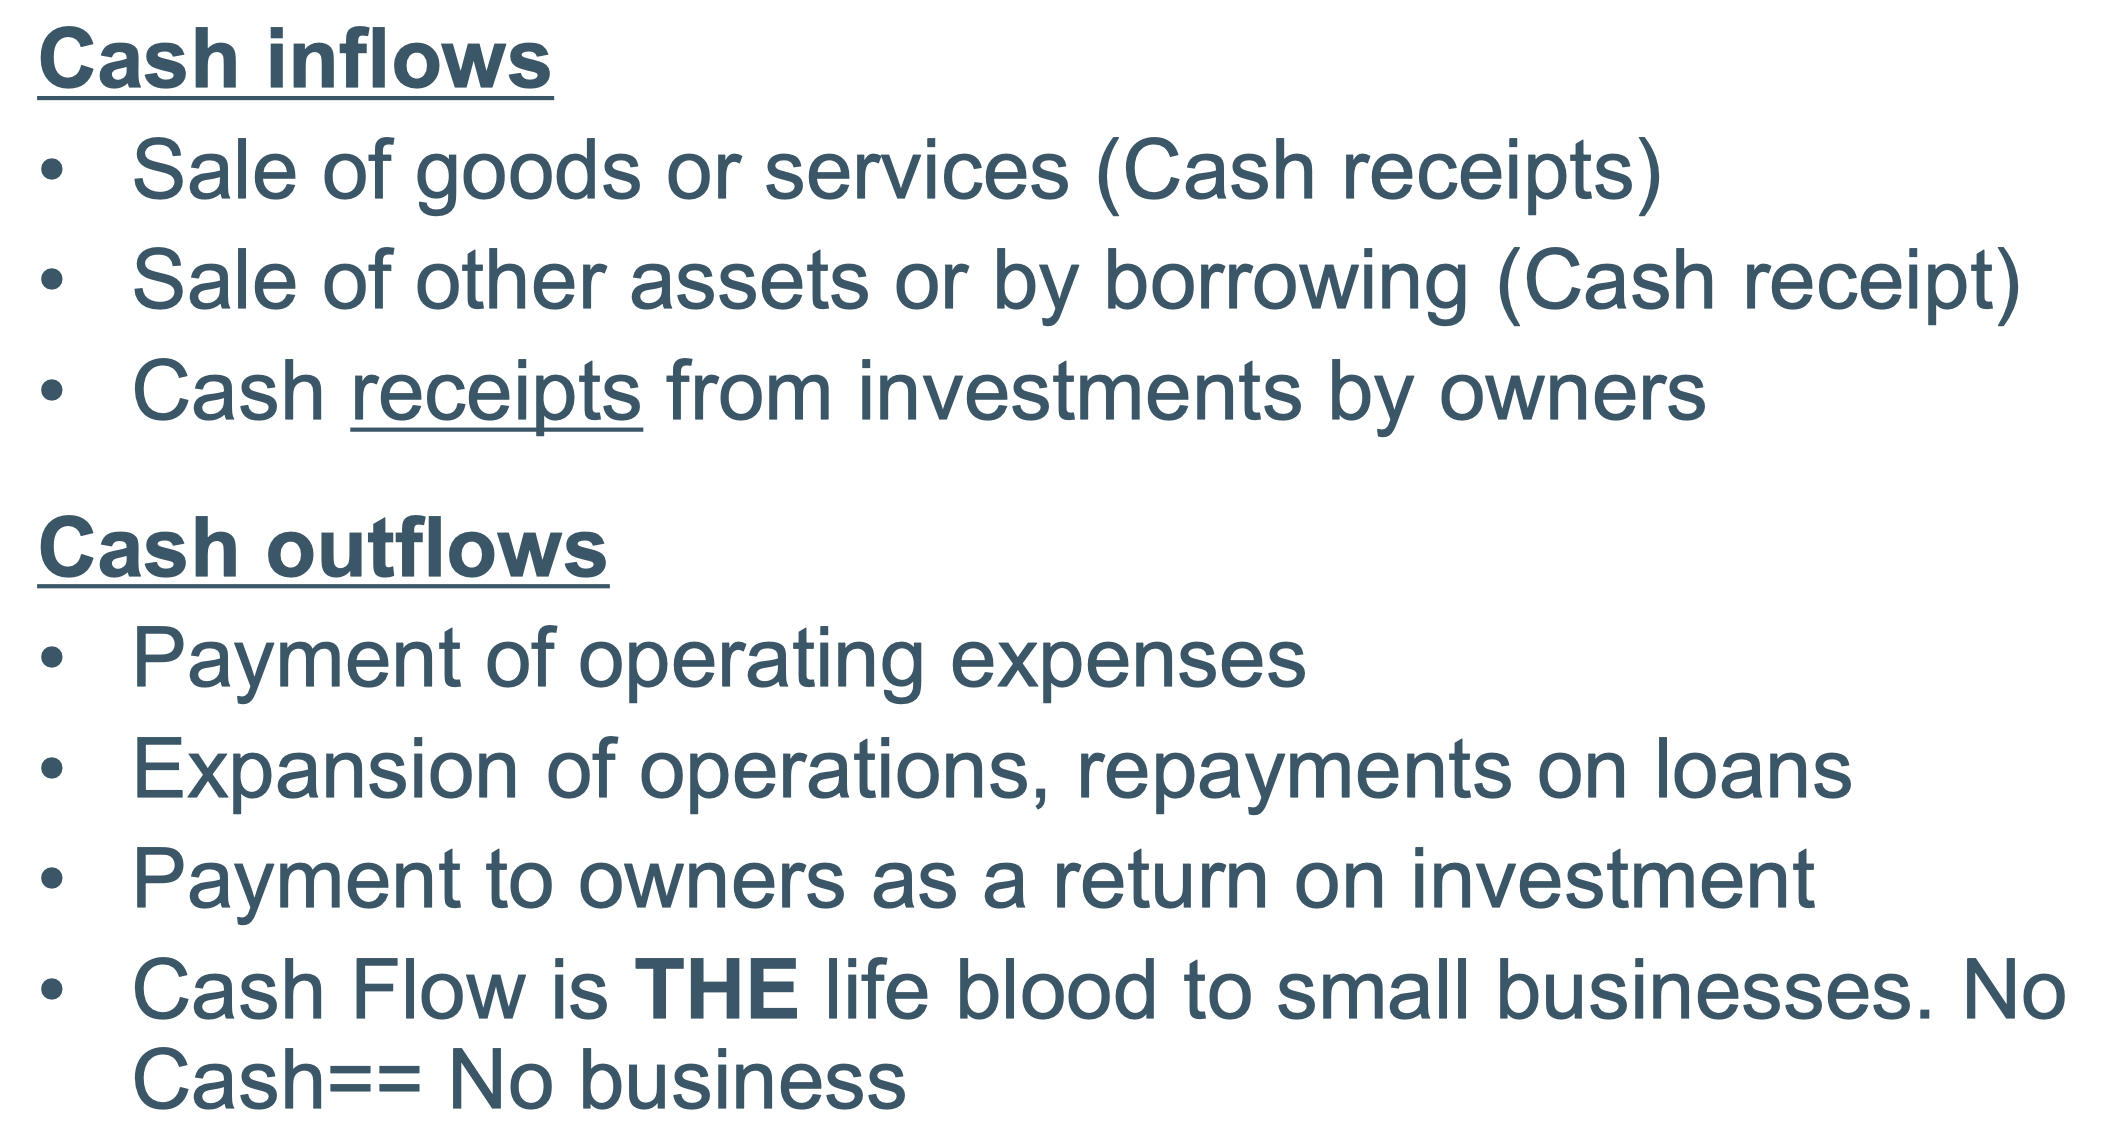 Cash inflows
• Sale of goods or services (Cash receipts)
• Sale of other assets or by borrowing (Cash receipt)
• Cash receipts from investments by owners
Cash outflows
• Payment of operating expenses
• Expansion of operations, repayments on loans
• Payment to owners as a return on investment
• Cash Flow is THE life blood to small businesses. No
Cash== No business